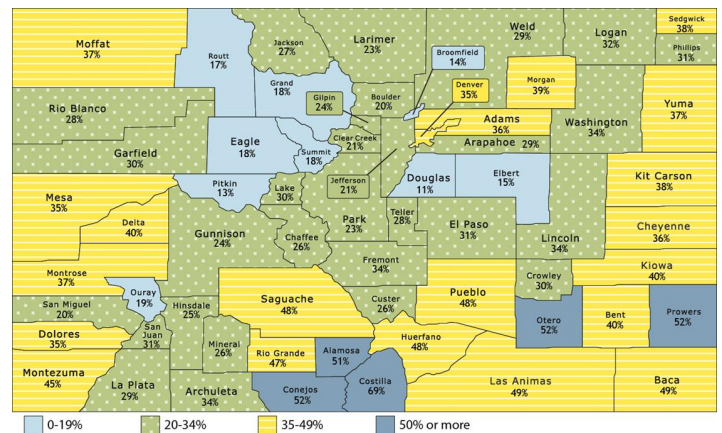 Moffat
37%
Routt
17%
Jackson
27%
Larimer
23%
Weld
29%
Logan
32%
Sedgwick
38%
Phillips
31%
Broomfield
14%
Grand
18%
Gilpin
24%
Boulder
20%
Denver
35%
Morgan
39%
Yuma
37%
Rio Blanco
28%
Adams
36%
Washington
34%
Clear Creek
21%
Arapahoe 29%
Eagle
18%
Summit
18%
Garfield
30%
Jefferson
21%
Douglas
11%
Elbert
15%
Kit Carson
38%
Pitkin
13%
Lake
30%
Mesa
35%
Park
23%
Teller
28%
El Paso
31%
Lincoln
34%
Cheyenne
36%
Delta
40%
Gunnison
24%
Chaffee
26%
Fremont
34%
Montrose
37%
Kiowa
40%
Crowley
30%
Ouray
19%
Pueblo
48%
San Miguel
20%
Hinsdale
25%
Saguache
48%
Custer
26%
Otero
52%
Bent
40%
Prowers
52%
Dolores
35%
San
Juan
31%
Mineral
26%
Huerfano
48%
Rio Grande
47%
Alamosa
51%
Montezuma
45%
La Plata
29%
Archuleta
34%
Conejos
52%
Costilla
69%
Las Animas
49%
Baca
49%
0-19%
20-34%
35-49%
50% or more